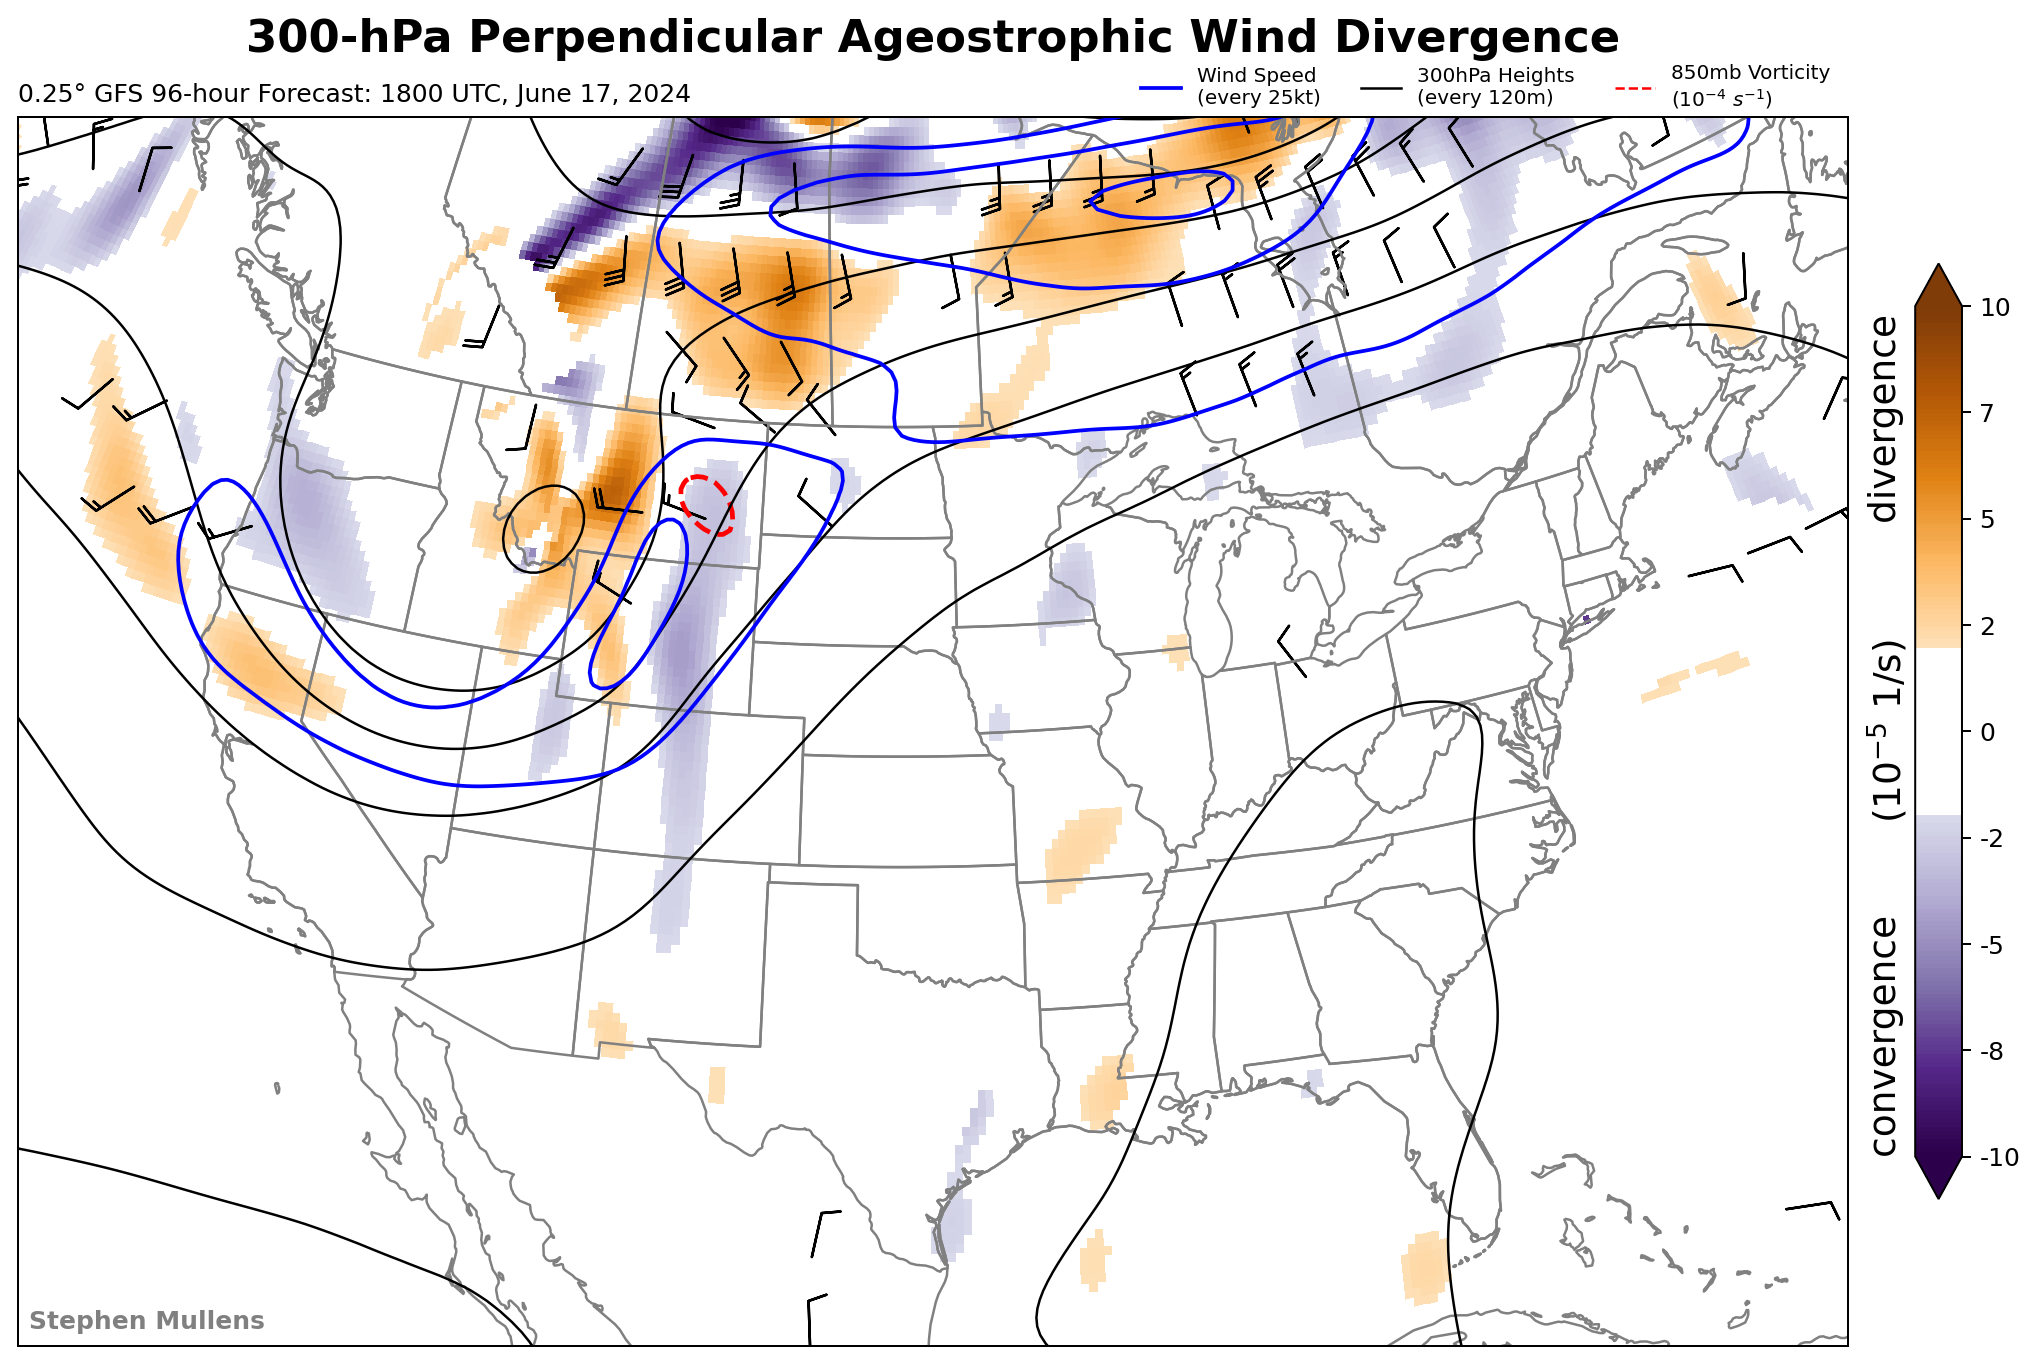 300-hPa Perpendicular Ageostrophic Wind Divergence
0.25° GFS 96-hour Forecast: 1800 UTC, June 17, 2024
Wind Speed
(every 25kt)
300hPa Heights
(every 120m)
850mb Vorticity
(10⁻⁴ s⁻¹)
10
7
5
2
0
-2
-5
-8
-10
convergence (10⁻⁵ 1/s) divergence
Stephen Mullens